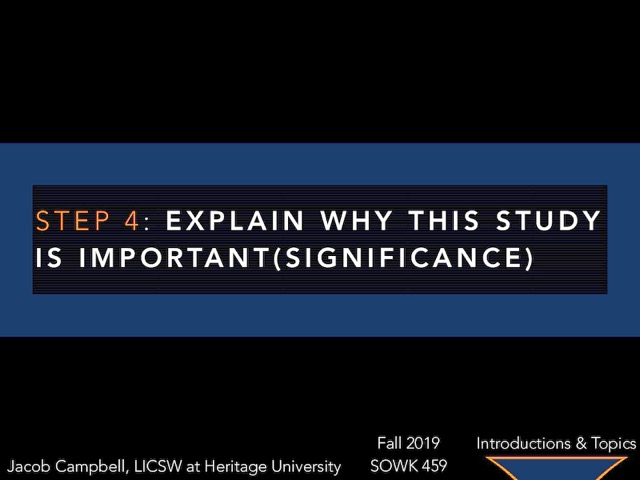 STEP 4: EXPLAIN WHY THIS STUDY
IS IMPORTANT(SIGNIFICANCE)
Fall 2019
Introductions & Topics
Jacob Campbell, LICSW at Heritage University
SOWK 459